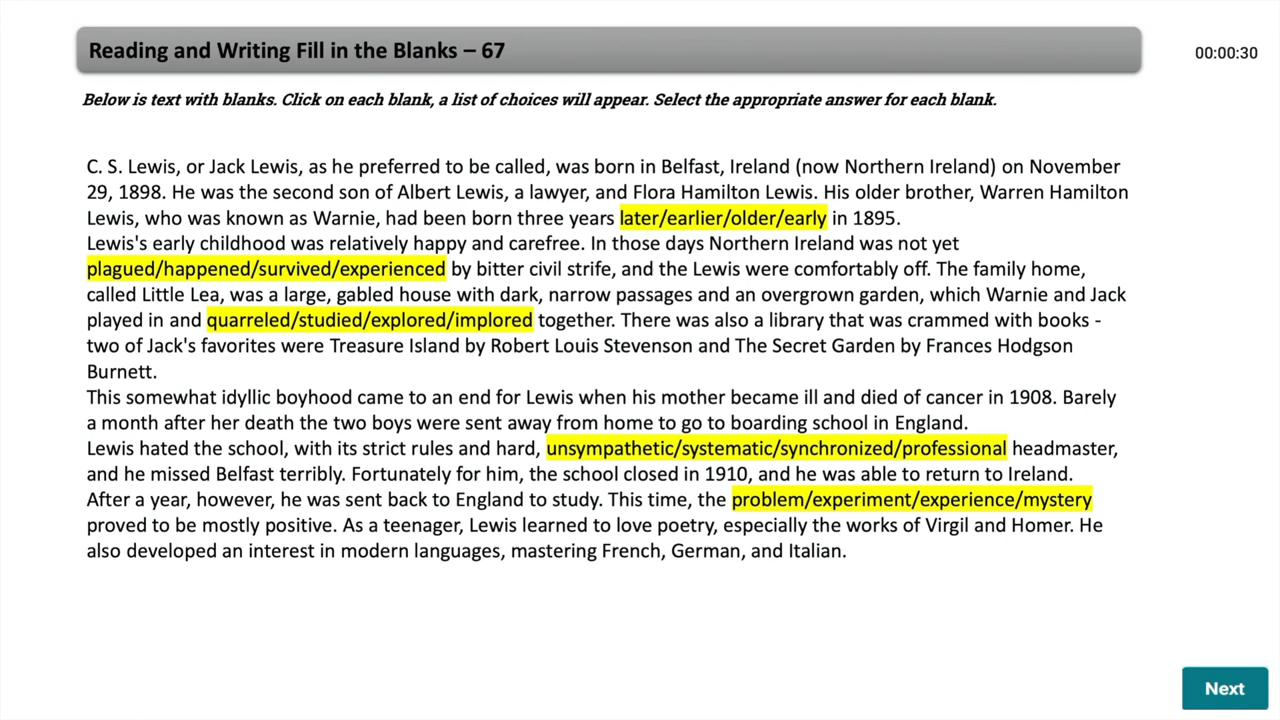 Reading and Writing Fill in the Blanks – 67
00:00:30
Below is text with blanks. Click on each blank, a list of choices will appear. Select the appropriate answer for each blank.
C. S. Lewis, or Jack Lewis, as he preferred to be called, was born in Belfast, Ireland (now Northern Ireland) on November
29, 1898. He was the second son of Albert Lewis, a lawyer, and Flora Hamilton Lewis. His older brother, Warren Hamilton
Lewis, who was known as Warnie, had been born three years later/earlier/older/early in 1895.
Lewis's early childhood was relatively happy and carefree. In those days Northern Ireland was not yet
plagued/happened/survived/experienced by bitter civil strife, and the Lewis were comfortably off. The family home,
called Little Lea, was a large, gabled house with dark, narrow passages and an overgrown garden, which Warnie and Jack
played in and quarreled/studied/explored/implored together. There was also a library that was crammed with books -
two of Jack's favorites were Treasure Island by Robert Louis Stevenson and The Secret Garden by Frances Hodgson
Burnett.
This somewhat idyllic boyhood came to an end for Lewis when his mother became ill and died of cancer in 1908. Barely
a month after her death the two boys were sent away from home to go to boarding school in England.
Lewis hated the school, with its strict rules and hard, unsympathetic/systematic/synchronized/professional headmaster,
and he missed Belfast terribly. Fortunately for him, the school closed in 1910, and he was able to return to Ireland.
After a year, however, he was sent back to England to study. This time, the problem/experiment/experience/mystery
proved to be mostly positive. As a teenager, Lewis learned to love poetry, especially the works of Virgil and Homer. He
also developed an interest in modern languages, mastering French, German, and Italian.
Next